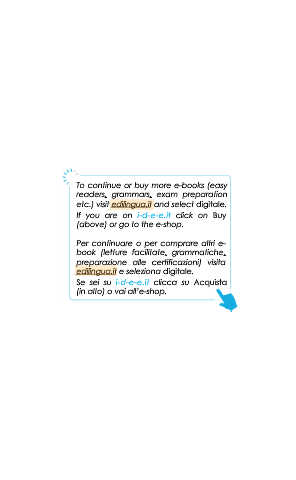 To continue or buy more e-books (easy
readers, grammars, exam preparation
etc.) visit edilingua.it and select digitale.
If you are on i-d-e-e.it click on Buy
(above) or go to the e-shop.
Per continuare o per comprare altri e-
book (letture facilitate, grammatiche,
preparazione alle certificazioni) visita
edilingua.it e seleziona digitale.
Se sei su i-d-e-e.it clicca su Acquista
(in alto) o vai all'e-shop.